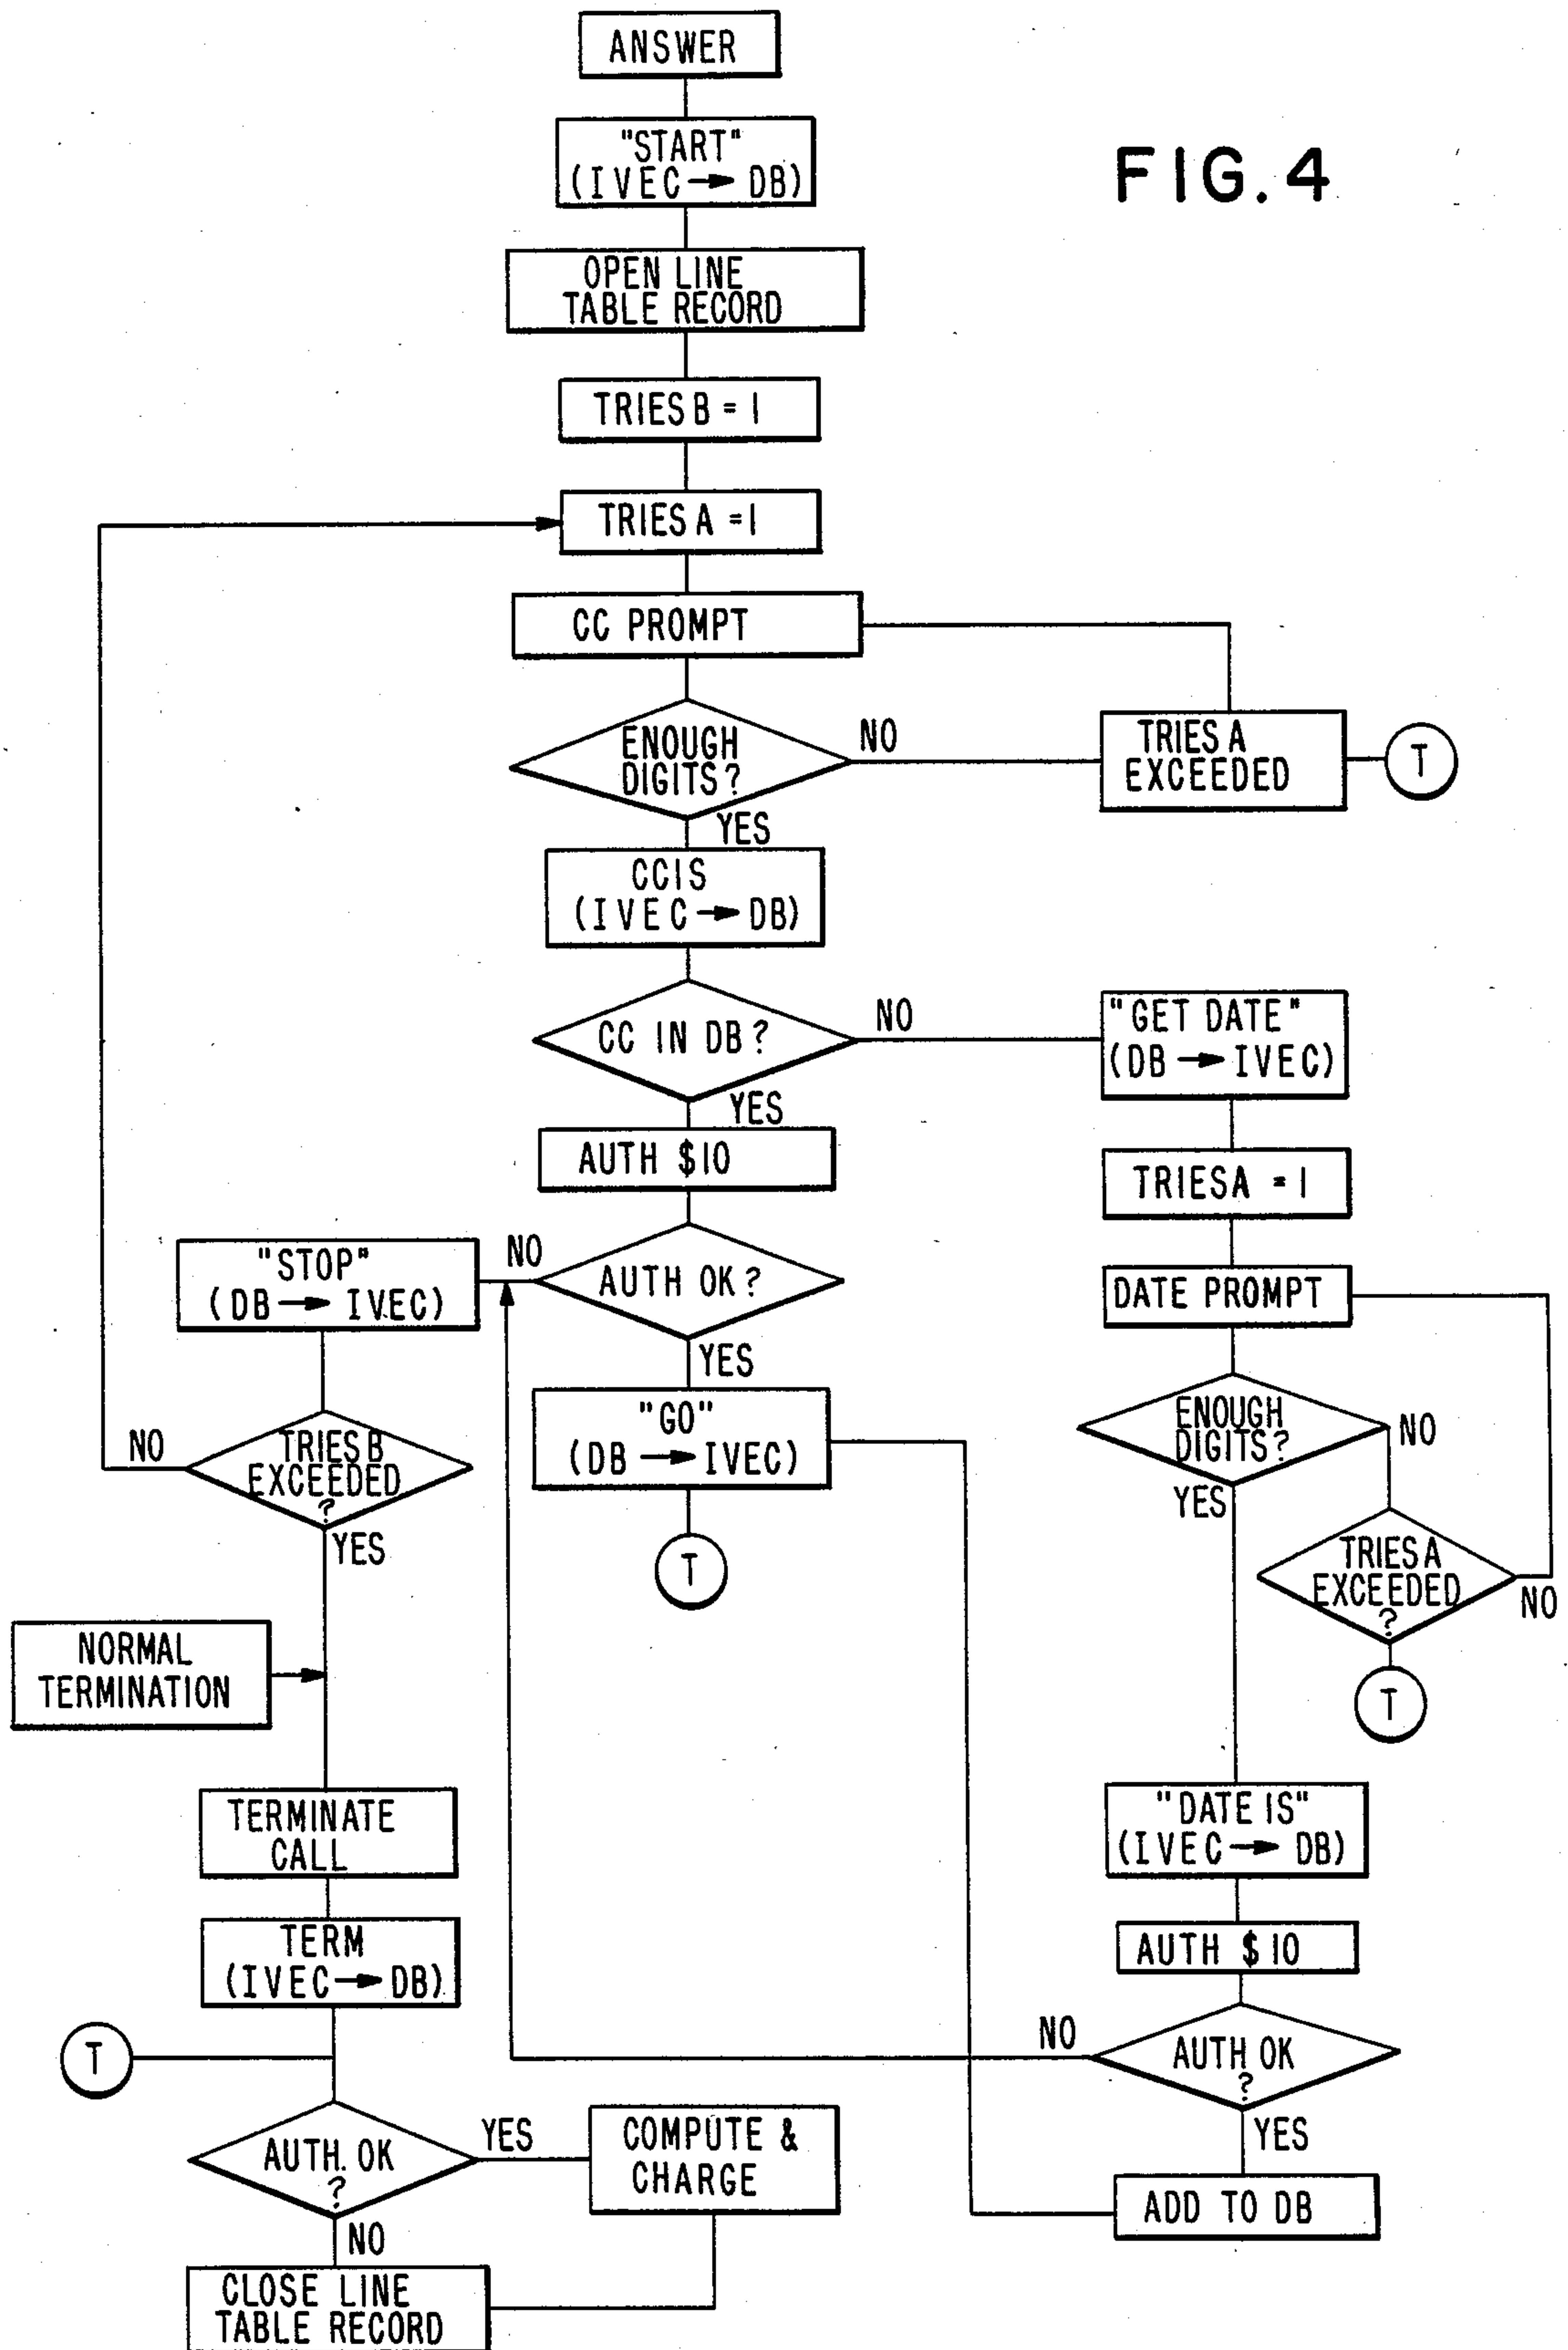 ANSWER
"START"
(IVEC → DB)
FIG. 4
OPEN LINE
TABLE RECORD
TRIES B = 1
TRIES A = 1
CC PROMPT
ENOUGH
DIGITS?
NO
TRIES A
EXCEEDED
T
YES
CCIS
(IVEC → DB)
CC IN DB?
NO
"GET DATE"
(DB → IVEC)
YES
AUTH $10
TRIESA = 1
"STOP"
(DB → IVEC)
NO
AUTH OK?
DATE PROMPT
YES
"GO"
(DB → IVEC)
ENOUGH
DIGITS?
NO
YES
NO
TRIES B
EXCEEDED
?
YES
T
TRIES A
EXCEEDED
?
NO
T
NORMAL
TERMINATION
TERMINATE
CALL
"DATE IS"
(IVEC → DB)
TERM
(IVEC → DB)
AUTH $10
T
NO
AUTH OK
?
YES
AUTH. OK
?
YES
COMPUTE &
CHARGE
ADD TO DB
NO
CLOSE LINE
TABLE RECORD